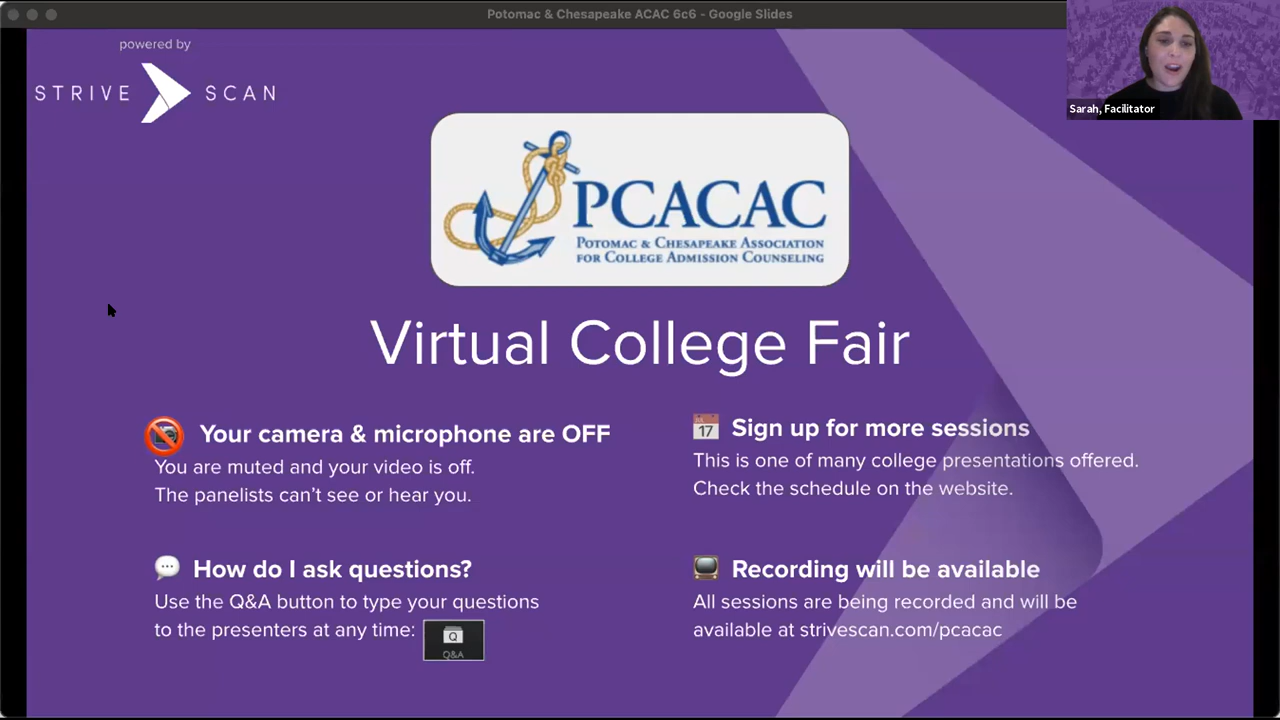 Potomac & Chesapeake ACAC 6c6 - Google Slides
powered by
STRIVE SCAN
Sarah, Facilitator
PCACAC
POTOMAC & CHESAPEAKE ASSOCIATION
FOR COLLEGE ADMISSION COUNSELING
Virtual College Fair
Your camera & microphone are OFF
You are muted and your video is off.
The panelists can’t see or hear you.
17
Sign up for more sessions
This is one of many college presentations offered.
Check the schedule on the website.
How do I ask questions?
Use the Q&A button to type your questions
to the presenters at any time:
Q
Q&A
Recording will be available
All sessions are being recorded and will be
available at strivescan.com/pcacac